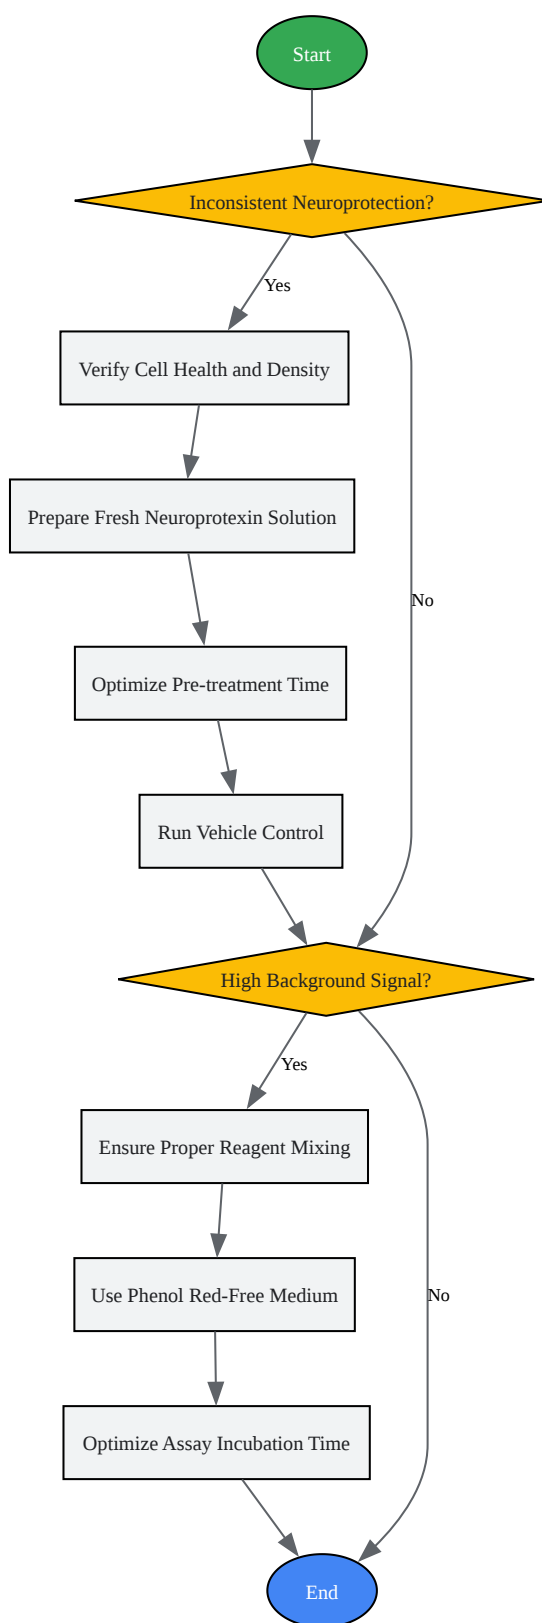 Start
Inconsistent Neuroprotection?
Yes
Verify Cell Health and Density
Prepare Fresh Neuroprotexin Solution
No
Optimize Pre-treatment Time
Run Vehicle Control
High Background Signal?
Yes
Ensure Proper Reagent Mixing
Use Phenol Red-Free Medium
No
Optimize Assay Incubation Time
End